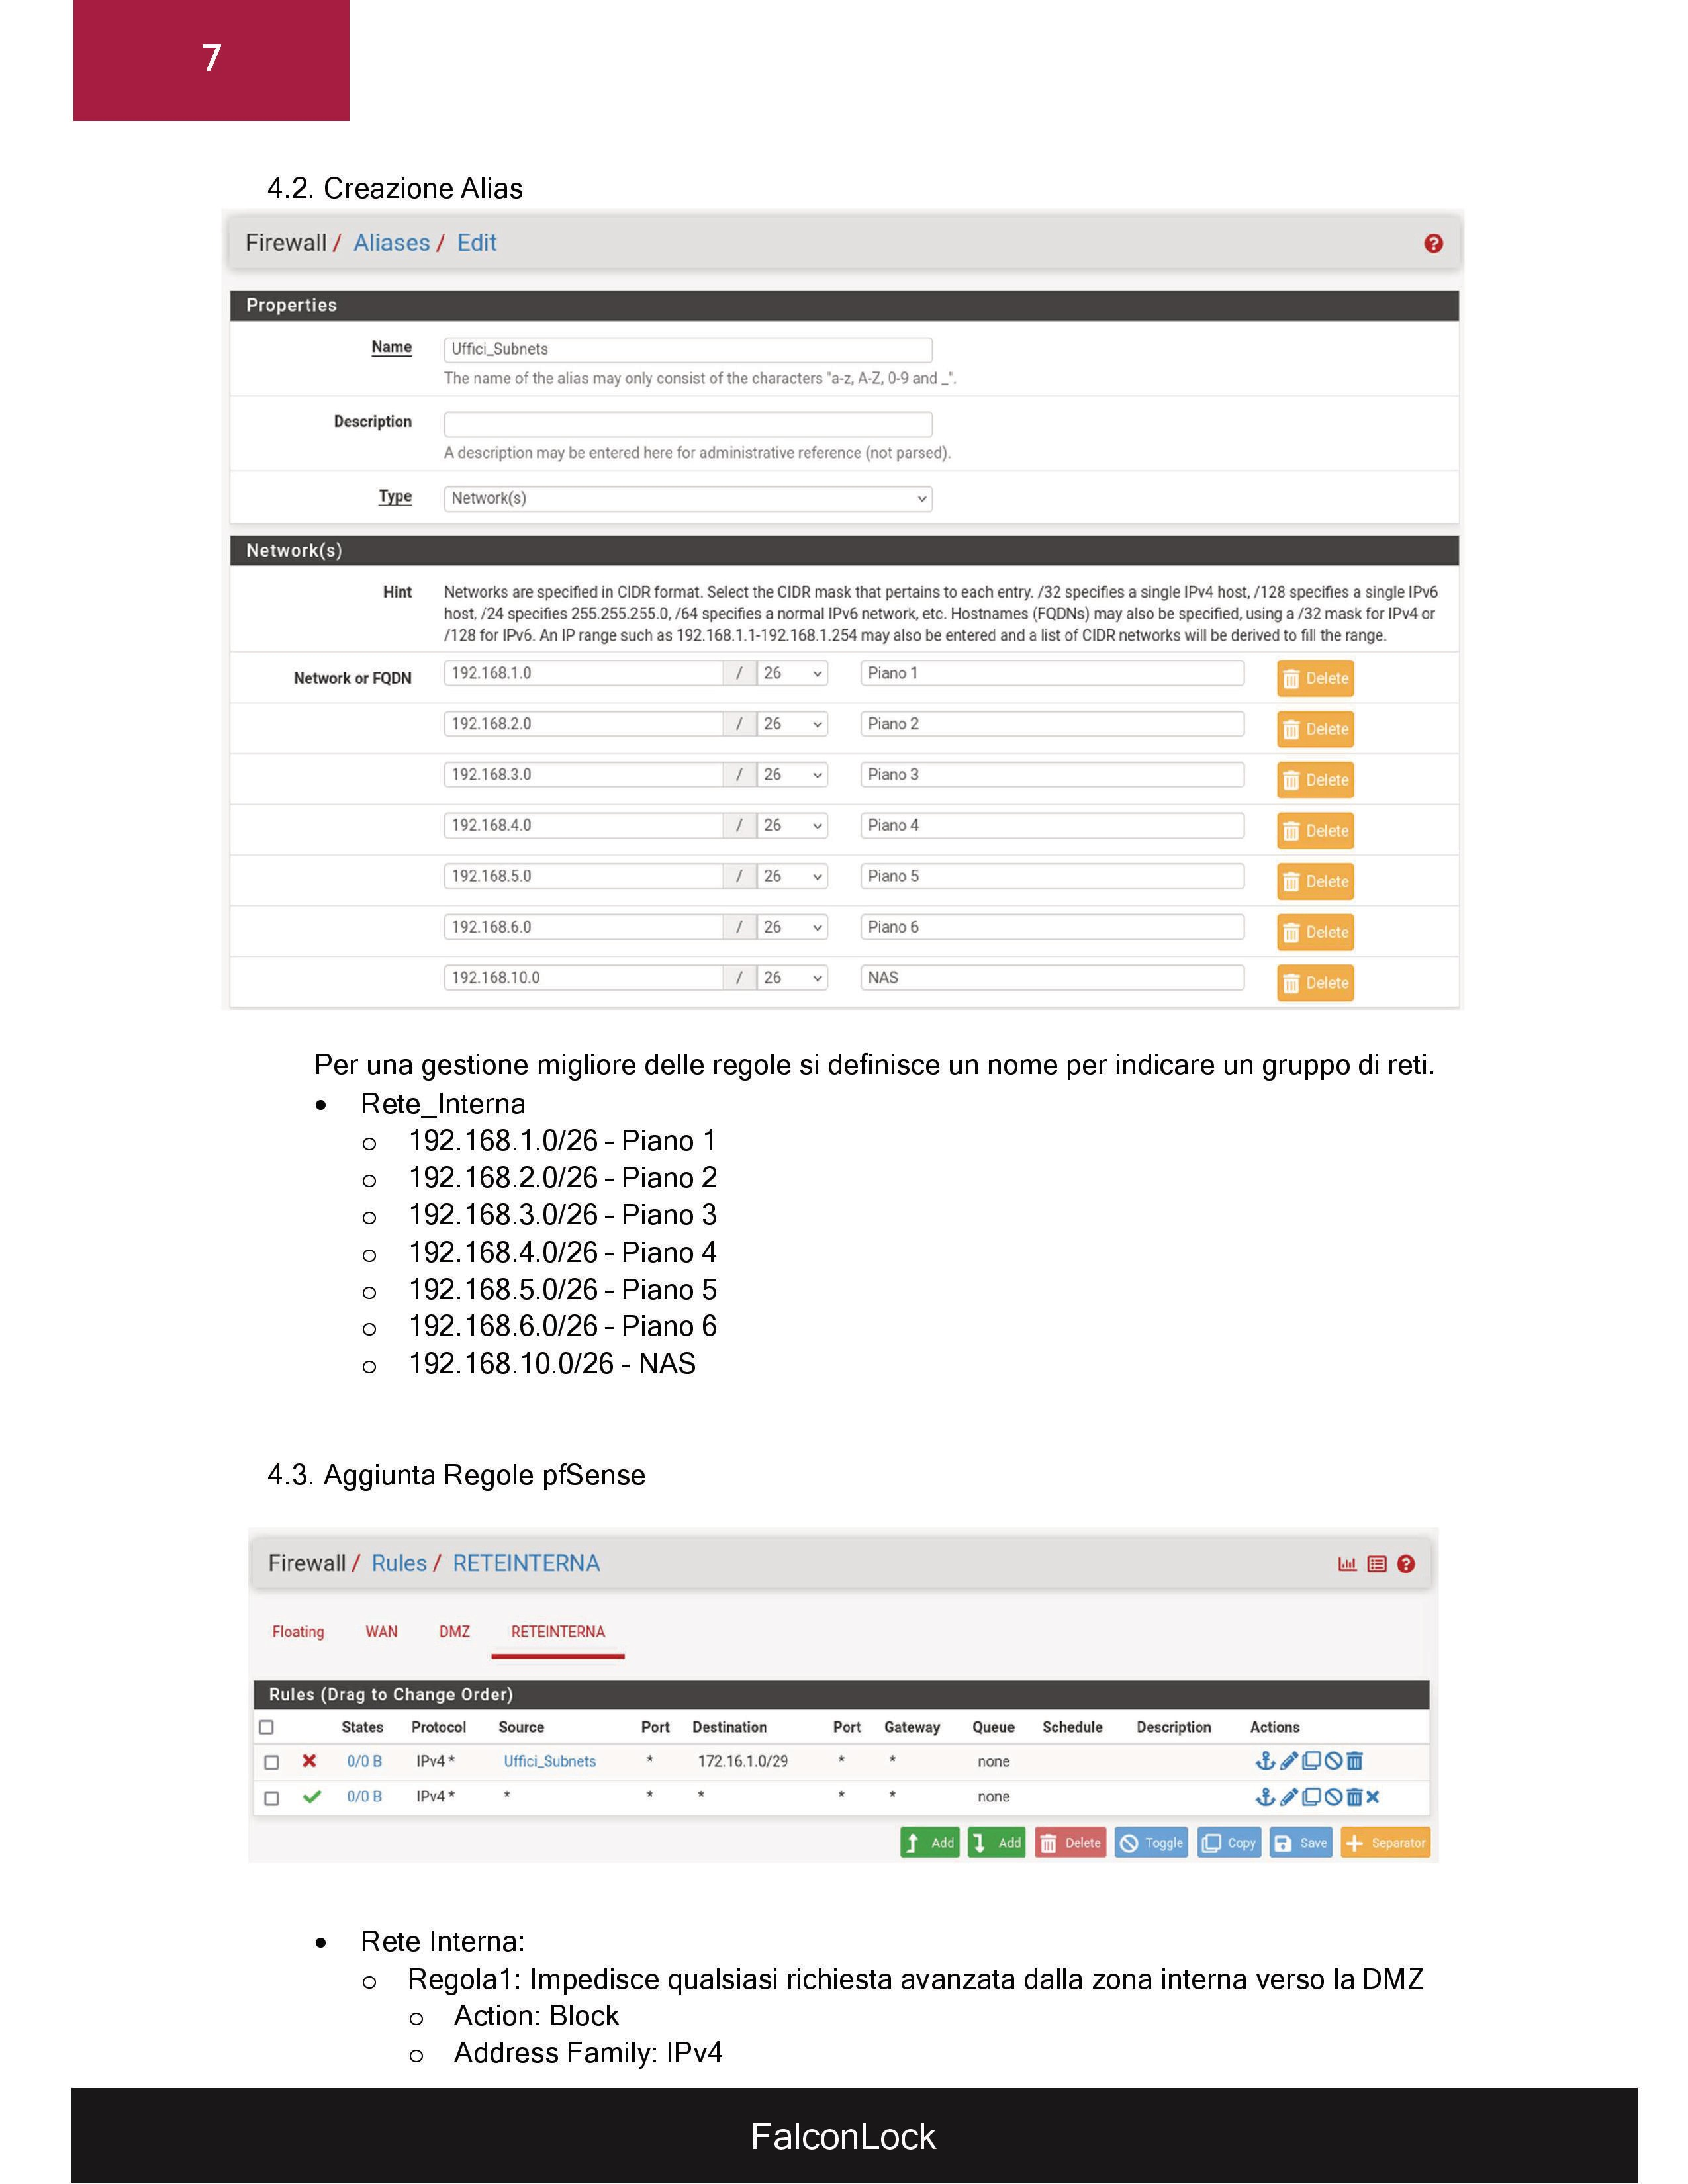 7
4.2. Creazione Alias
Firewall / Aliases / Edit
Properties
Name Uffici_Subnets
The name of the alias may only consist of the characters "a-z, A-Z, 0-9 and _".
Description
A description may be entered here for administrative reference (not parsed).
Type Network(s)
Network(s)
Hint Networks are specified in CIDR format. Select the CIDR mask that pertains to each entry. /32 specifies a single IPv4 host, /128 specifies a single IPv6
host, /24 specifies 255.255.255.0, /64 specifies a normal IPv6 network, etc. Hostnames (FQDNs) may also be specified, using a /32 mask for IPv4 or
/128 for IPv6. An IP range such as 192.168.1.1-192.168.1.254 may also be entered and a list of CIDR networks will be derived to fill the range.
Network or FQDN 192.168.1.0 / 26 Piano 1 Delete
192.168.2.0 / 26 Piano 2 Delete
192.168.3.0 / 26 Piano 3 Delete
192.168.4.0 / 26 Piano 4 Delete
192.168.5.0 / 26 Piano 5 Delete
192.168.6.0 / 26 Piano 6 Delete
192.168.10.0 / 26 NAS Delete
Per una gestione migliore delle regole si definisce un nome per indicare un gruppo di reti.
• Rete_Interna
o 192.168.1.0/26 - Piano 1
o 192.168.2.0/26 - Piano 2
o 192.168.3.0/26 - Piano 3
o 192.168.4.0/26 - Piano 4
o 192.168.5.0/26 - Piano 5
o 192.168.6.0/26 - Piano 6
o 192.168.10.0/26 - NAS
4.3. Aggiunta Regole pfSense
Firewall / Rules / RETEINTERNA
Floating WAN DMZ RETEINTERNA
Rules (Drag to Change Order)
States Protocol Source Port Destination Port Gateway Queue Schedule Description Actions
0/0 B IPv4 * Uffici_Subnets * 172.16.1.0/29 * * none
0/0 B IPv4 * * * * * * none
Add Add Delete Toggle Copy Save Separator
• Rete Interna:
o Regola1: Impedisce qualsiasi richiesta avanzata dalla zona interna verso la DMZ
o Action: Block
o Address Family: IPv4
FalconLock